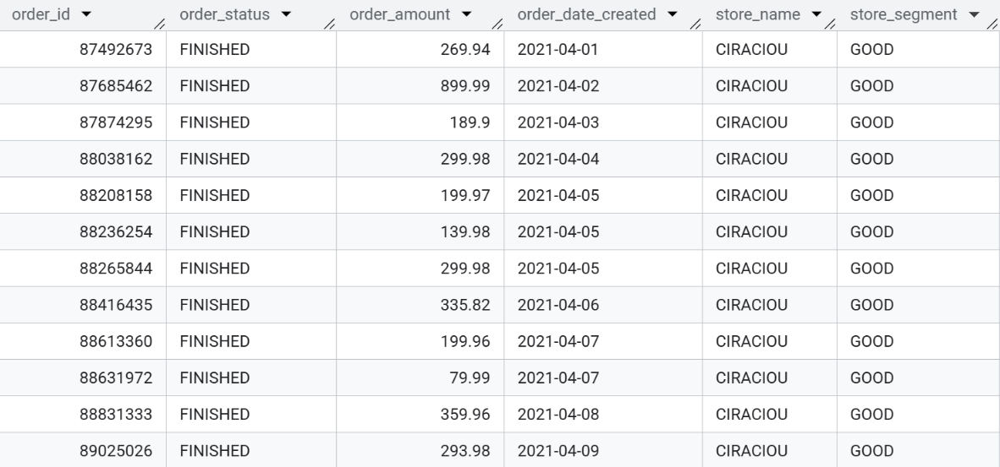 order_id order_status order_amount order_date_created store_name store_segment
87492673 FINISHED 269.94 2021-04-01 CIRACIOU GOOD
87685462 FINISHED 899.99 2021-04-02 CIRACIOU GOOD
87874295 FINISHED 189.9 2021-04-03 CIRACIOU GOOD
88038162 FINISHED 299.98 2021-04-04 CIRACIOU GOOD
88208158 FINISHED 199.97 2021-04-05 CIRACIOU GOOD
88236254 FINISHED 139.98 2021-04-05 CIRACIOU GOOD
88265844 FINISHED 299.98 2021-04-05 CIRACIOU GOOD
88416435 FINISHED 335.82 2021-04-06 CIRACIOU GOOD
88613360 FINISHED 199.96 2021-04-07 CIRACIOU GOOD
88631972 FINISHED 79.99 2021-04-07 CIRACIOU GOOD
88831333 FINISHED 359.96 2021-04-08 CIRACIOU GOOD
89025026 FINISHED 293.98 2021-04-09 CIRACIOU GOOD